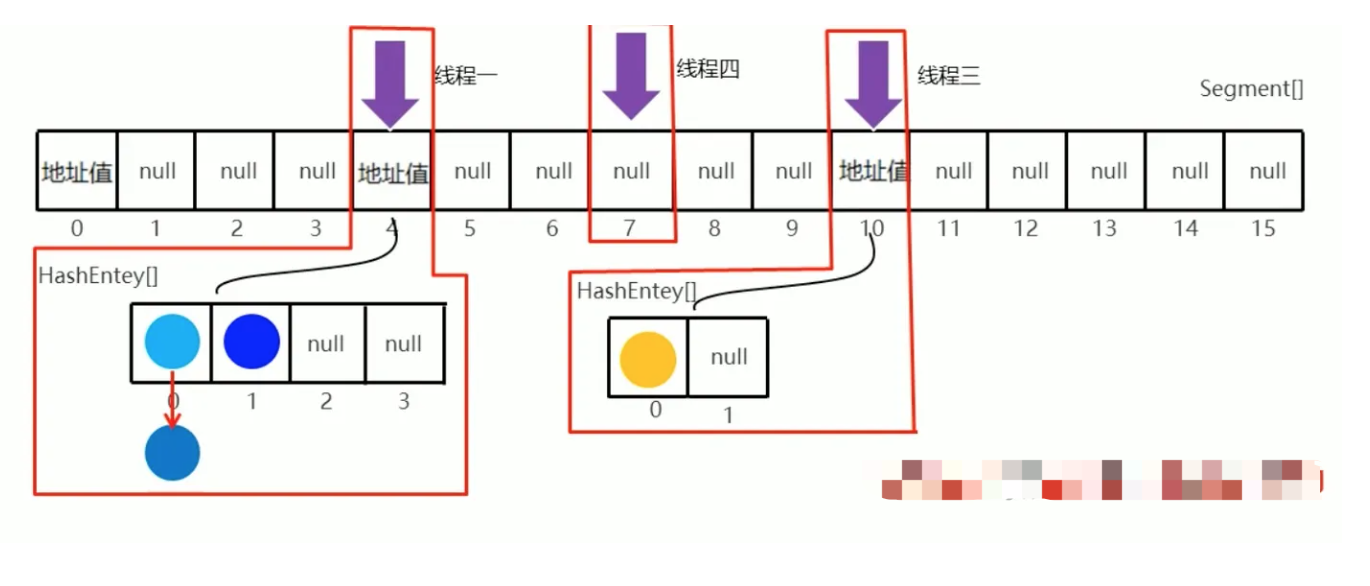 线程一
线程四
线程三
Segment[]
地址值 null null null 地址值 null null null null null 地址值 null null null null null
0 1 2 3 4 5 6 7 8 9 10 11 12 13 14 15
HashEntey[]
null null
0 1 2 3
HashEntey[]
null
0 1